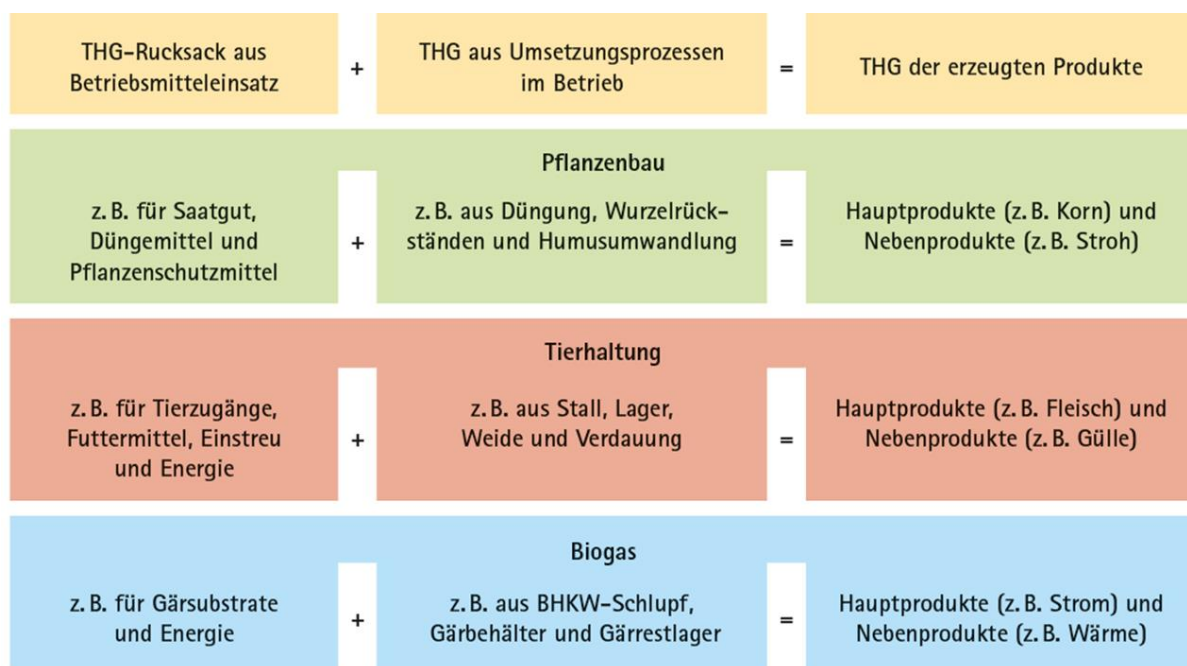 THG-Rucksack aus
Betriebsmitteleinsatz
+
THG aus Umsetzungsprozessen
im Betrieb
=
THG der erzeugten Produkte
Pflanzenbau
z. B. für Saatgut,
Düngemittel und
Pflanzenschutzmittel
+
z. B. aus Düngung, Wurzelrück-
ständen und Humusumwandlung
=
Hauptprodukte (z. B. Korn) und
Nebenprodukte (z. B. Stroh)
Tierhaltung
z. B. für Tierzugänge,
Futtermittel, Einstreu
und Energie
+
z. B. aus Stall, Lager,
Weide und Verdauung
=
Hauptprodukte (z. B. Fleisch) und
Nebenprodukte (z. B. Gülle)
Biogas
z. B. für Gärsubstrate
und Energie
+
z. B. aus BHKW-Schlupf,
Gärbehälter und Gärrestlager
=
Hauptprodukte (z. B. Strom) und
Nebenprodukte (z. B. Wärme)